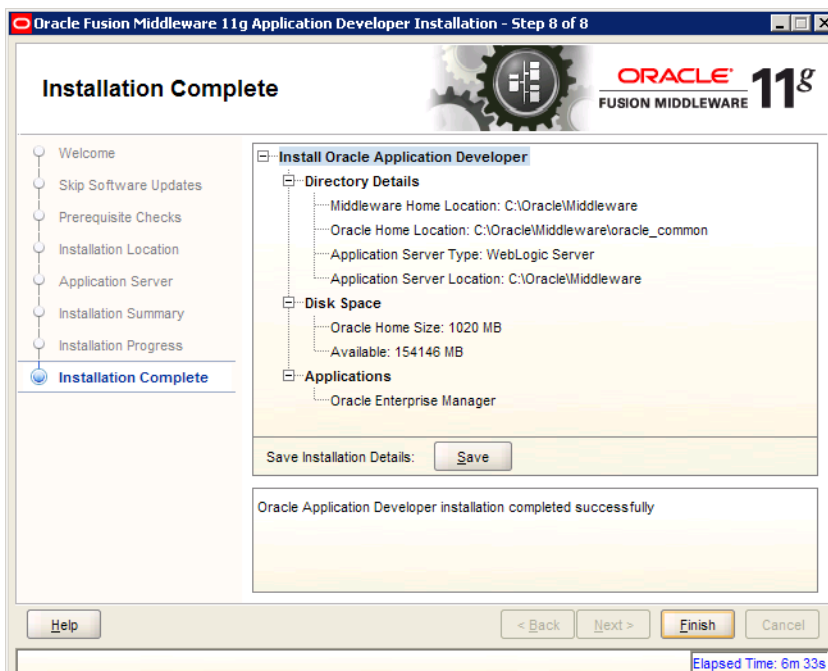 Oracle Fusion Middleware 11g Application Developer Installation - Step 8 of 8
Installation Complete
ORACLE
FUSION MIDDLEWARE 11g
Welcome
Skip Software Updates
Prerequisite Checks
Installation Location
Application Server
Installation Summary
Installation Progress
Installation Complete
Install Oracle Application Developer
Directory Details
Middleware Home Location: C:\Oracle\Middleware
Oracle Home Location: C:\Oracle\Middleware\oracle_common
Application Server Type: WebLogic Server
Application Server Location: C:\Oracle\Middleware
Disk Space
Oracle Home Size: 1020 MB
Available: 154146 MB
Applications
Oracle Enterprise Manager
Save Installation Details: Save
Oracle Application Developer installation completed successfully
Help < Back Next > Finish Cancel
Elapsed Time: 6m 33s